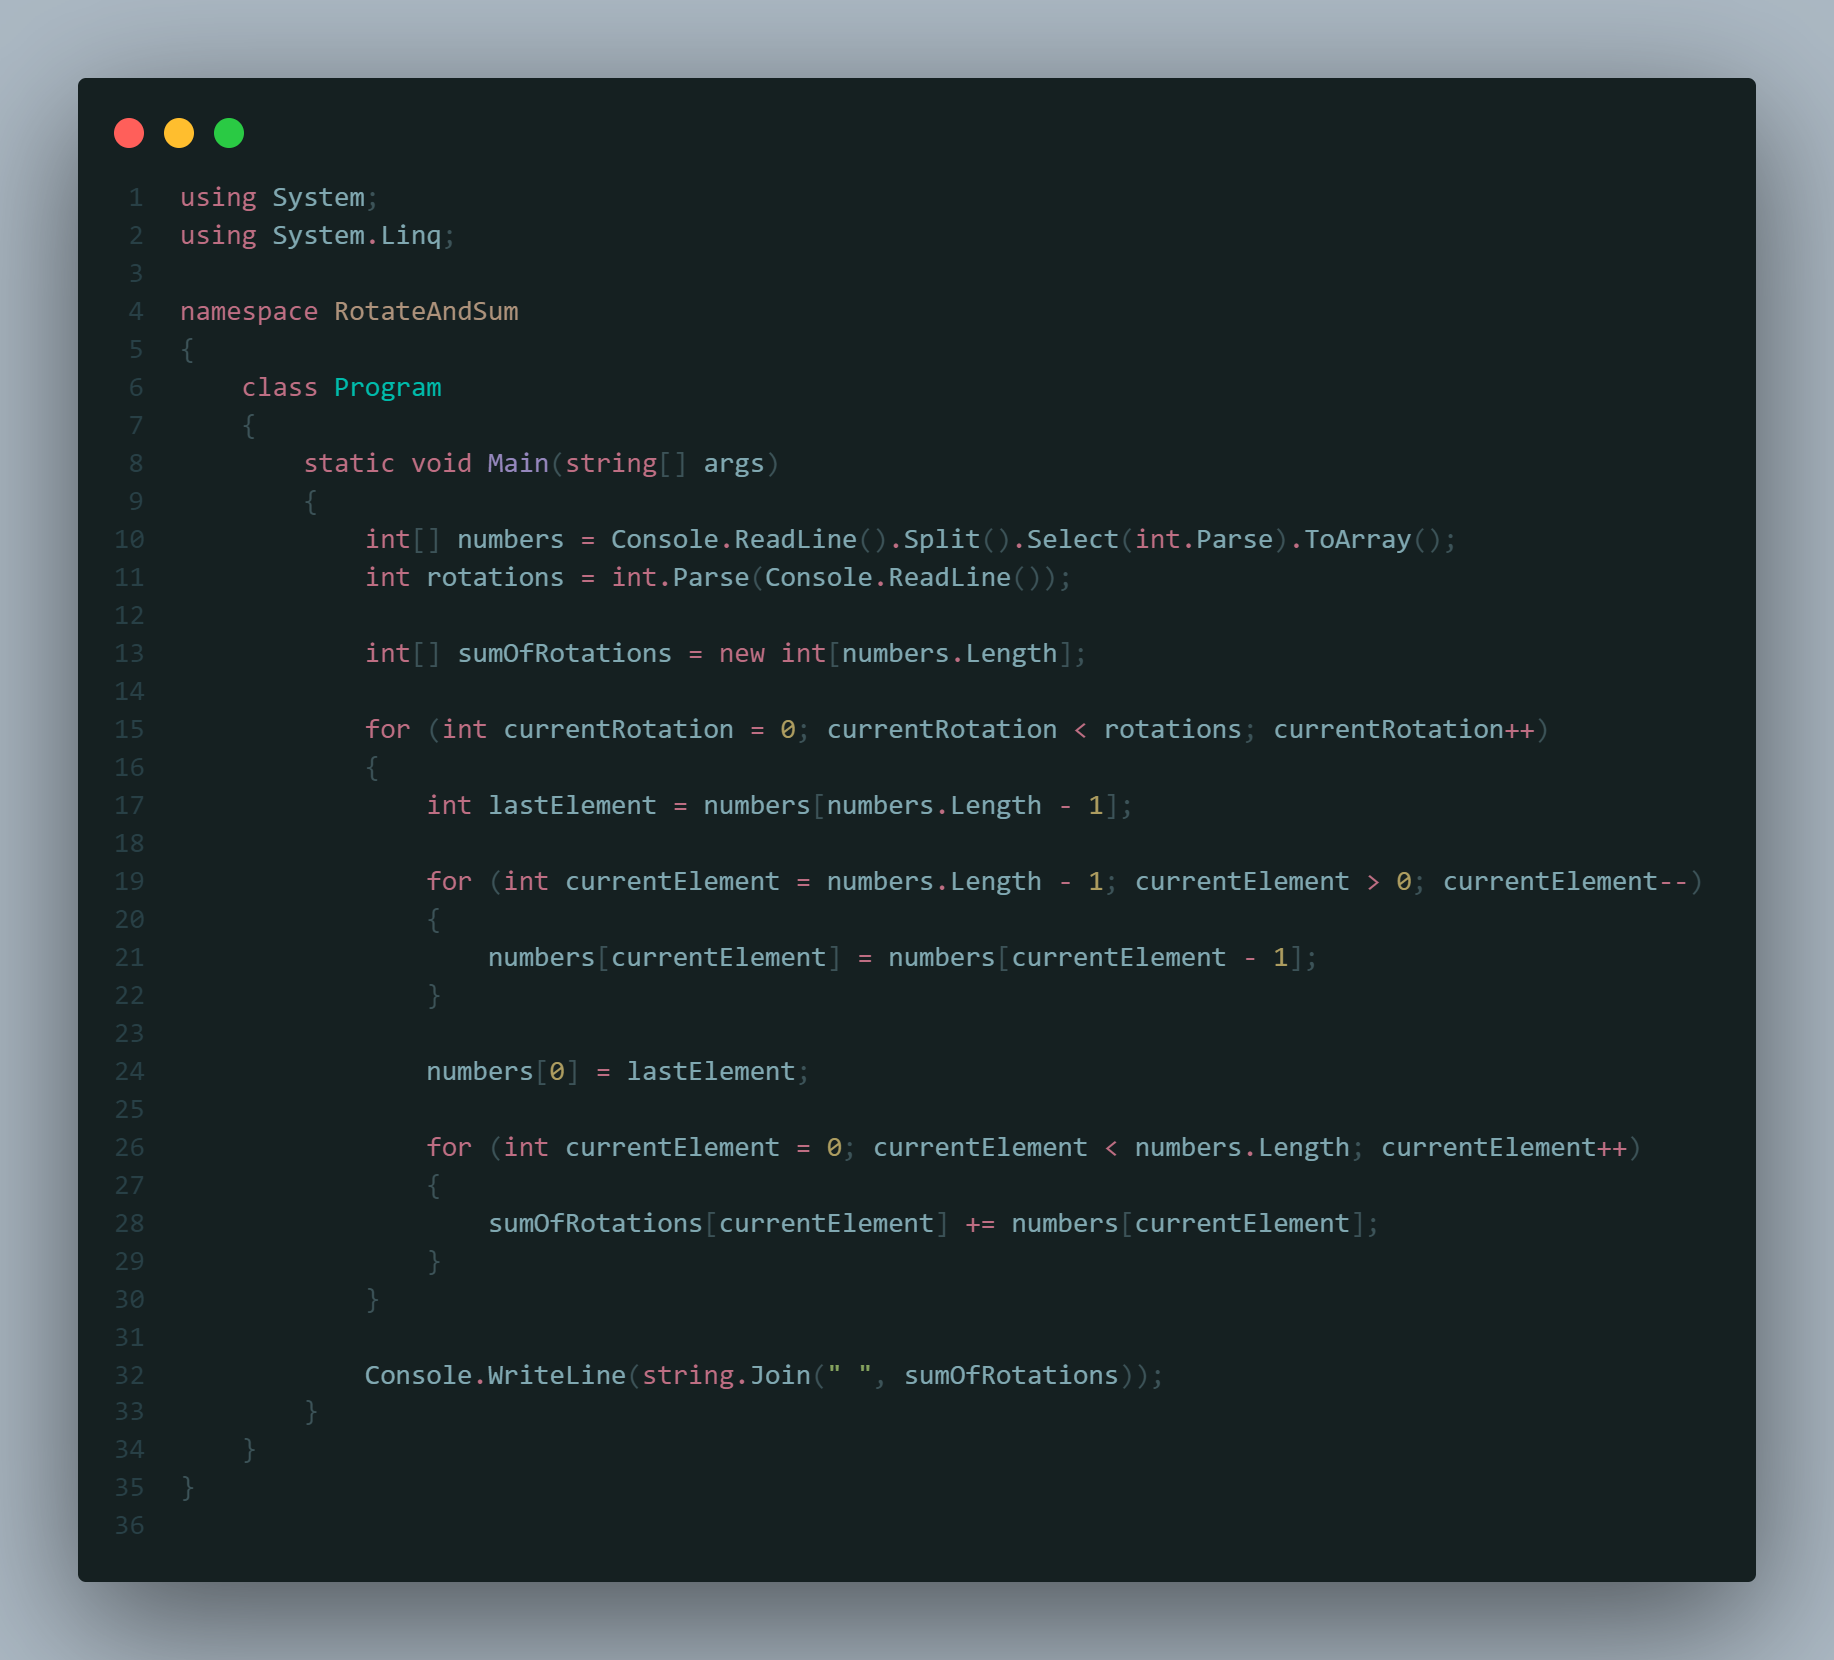 1 using System;
2 using System.Linq;
3
4 namespace RotateAndSum
5 {
6     class Program
7     {
8         static void Main(string[] args)
9         {
10             int[] numbers = Console.ReadLine().Split().Select(int.Parse).ToArray();
11             int rotations = int.Parse(Console.ReadLine());
12
13             int[] sumOfRotations = new int[numbers.Length];
14
15             for (int currentRotation = 0; currentRotation < rotations; currentRotation++)
16             {
17                 int lastElement = numbers[numbers.Length - 1];
18
19                 for (int currentElement = numbers.Length - 1; currentElement > 0; currentElement--)
20                 {
21                     numbers[currentElement] = numbers[currentElement - 1];
22                 }
23
24                 numbers[0] = lastElement;
25
26                 for (int currentElement = 0; currentElement < numbers.Length; currentElement++)
27                 {
28                     sumOfRotations[currentElement] += numbers[currentElement];
29                 }
30             }
31
32             Console.WriteLine(string.Join(" ", sumOfRotations));
33         }
34     }
35 }
36